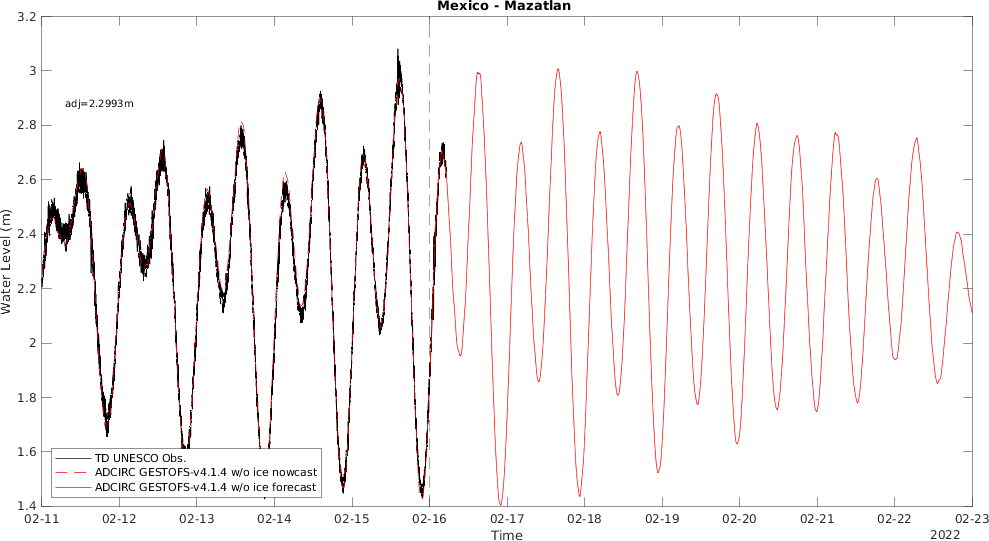 Mexico - Mazatlan
3.2
3
2.8
2.6
2.4
2.2
2
1.8
1.6
1.4
Water Level (m)
adj=2.2993m
TD UNESCO Obs.
ADCIRC GESTOFS-v4.1.4 w/o ice nowcast
ADCIRC GESTOFS-v4.1.4 w/o ice forecast
02-11 02-12 02-13 02-14 02-15 02-16 02-17 02-18 02-19 02-20 02-21 02-22 02-23
Time
2022